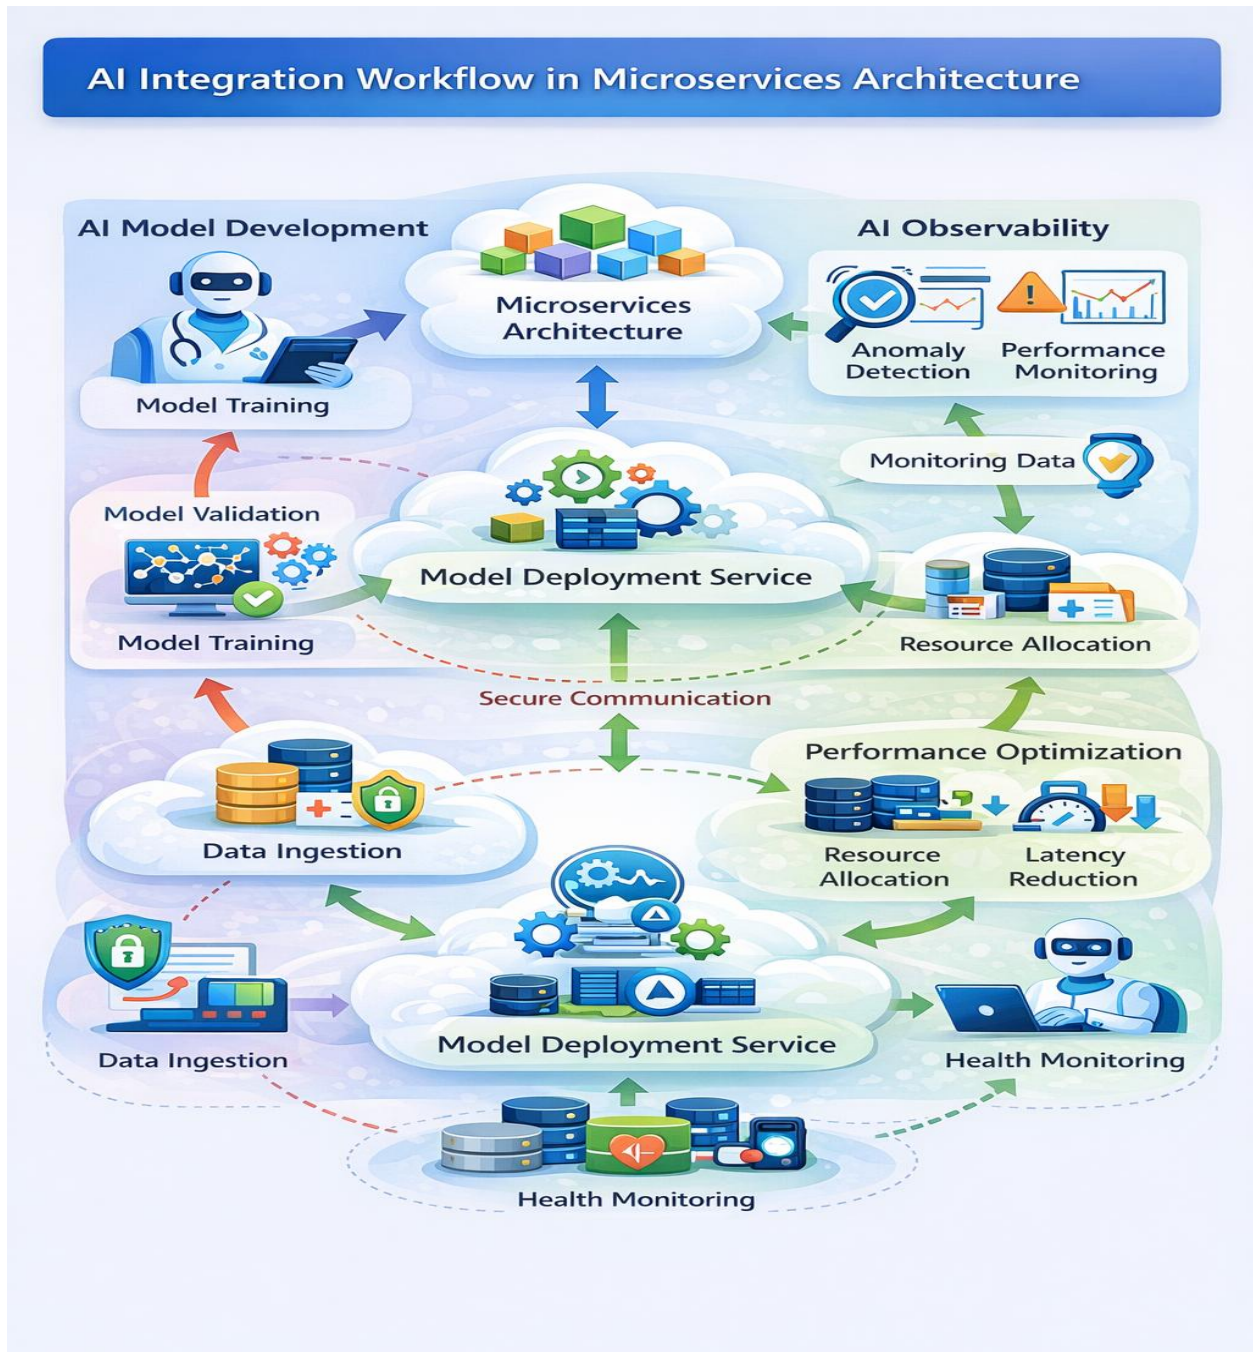 AI Integration Workflow in Microservices Architecture
AI Model Development
AI Observability
Microservices
Architecture
Anomaly
Detection
Performance
Monitoring
Model Training
Monitoring Data
Model Validation
Model Deployment Service
Model Training
Resource Allocation
Secure Communication
Performance Optimization
Data Ingestion
Resource
Allocation
Latency
Reduction
Model Deployment Service
Data Ingestion
Health Monitoring
Health Monitoring